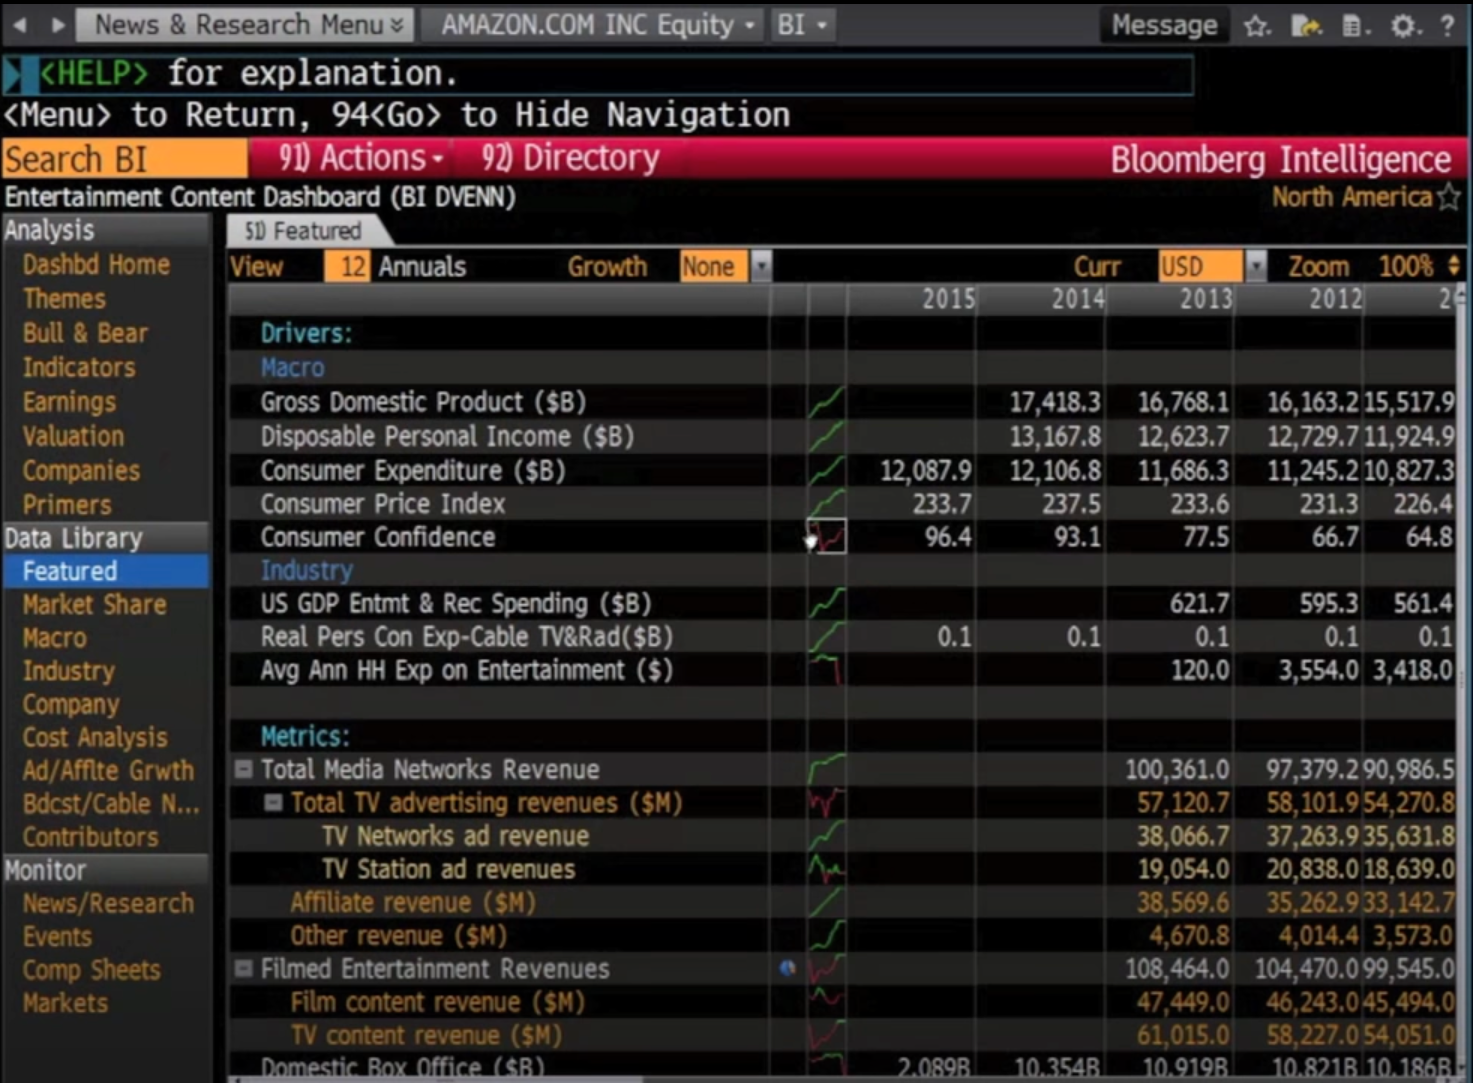 News & Research Menu AMAZON.COM INC Equity BI Message ?
<HELP> for explanation.
<Menu> to Return, 94<Go> to Hide Navigation
Search BI 91) Actions 92) Directory Bloomberg Intelligence
Entertainment Content Dashboard (BI DVENN) North America
Analysis 51) Featured
Dashbd Home View 12 Annuals Growth None Curr USD Zoom 100%
Themes 2015 2014 2013 2012
Bull & Bear Drivers:
Indicators Macro
Earnings Gross Domestic Product ($B) 17,418.3 16,768.1 16,163.2 15,517.9
Valuation Disposable Personal Income ($B) 13,167.8 12,623.7 12,729.7 11,924.9
Companies Consumer Expenditure ($B) 12,087.9 12,106.8 11,686.3 11,245.2 10,827.3
Primers Consumer Price Index 233.7 237.5 233.6 231.3 226.4
Data Library Consumer Confidence 96.4 93.1 77.5 66.7 64.8
Featured Industry
Market Share US GDP Entmt & Rec Spending ($B) 621.7 595.3 561.4
Macro Real Pers Con Exp-Cable TV&Rad($B) 0.1 0.1 0.1 0.1 0.1
Industry Avg Ann HH Exp on Entertainment ($) 120.0 3,554.0 3,418.0
Company
Cost Analysis Metrics:
Ad/Afflte Grwth Total Media Networks Revenue 100,361.0 97,379.2 90,986.5
Bdcst/Cable N... Total TV advertising revenues ($M) 57,120.7 58,101.9 54,270.8
Contributors TV Networks ad revenue 38,066.7 37,263.9 35,631.8
Monitor TV Station ad revenues 19,054.0 20,838.0 18,639.0
News/Research Affiliate revenue ($M) 38,569.6 35,262.9 33,142.7
Events Other revenue ($M) 4,670.8 4,014.4 3,573.0
Comp Sheets Filmed Entertainment Revenues 108,464.0 104,470.0 99,545.0
Markets Film content revenue ($M) 47,449.0 46,243.0 45,494.0
TV content revenue ($M) 61,015.0 58,227.0 54,051.0
Domestic Box Office ($B) 2.089B 10.354B 10.919B 10.821B 10.186B